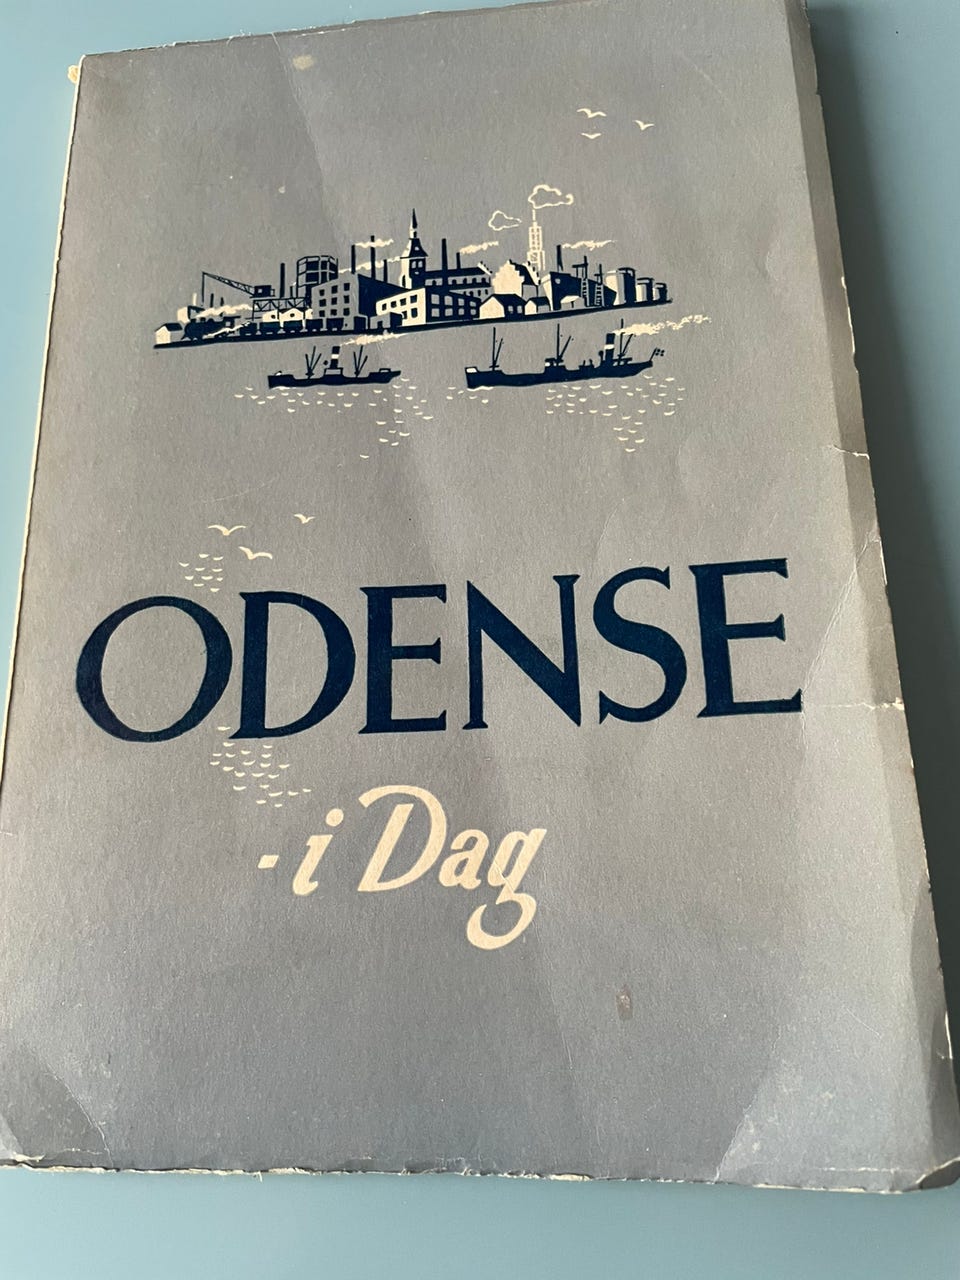 ODENSE
- i Dag